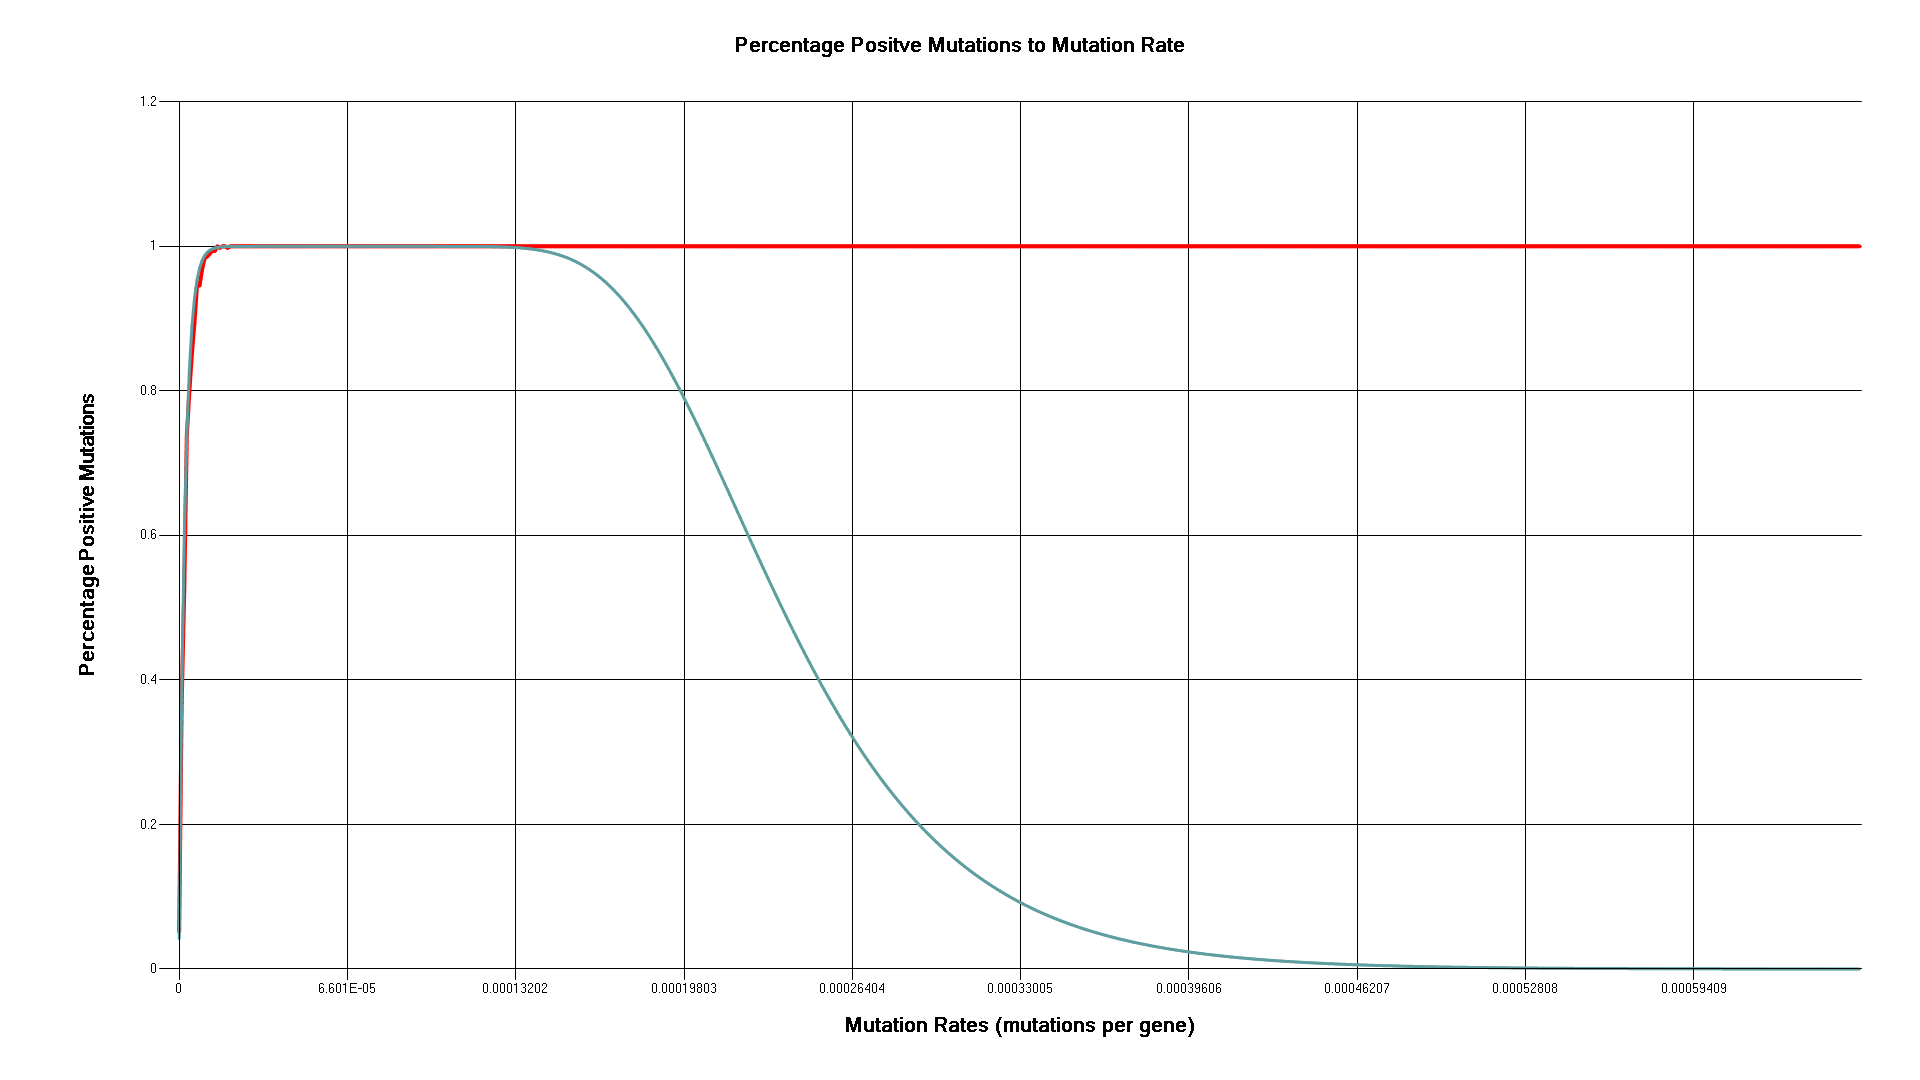 Percentage Positve Mutations to Mutation Rate
1.2
1
0.8
0.6
0.4
0.2
0
Percentage Positive Mutations
0 6.601E-05 0.00013202 0.00019803 0.00026404 0.00033005 0.00039606 0.00046207 0.00052808 0.00059409
Mutation Rates (mutations per gene)